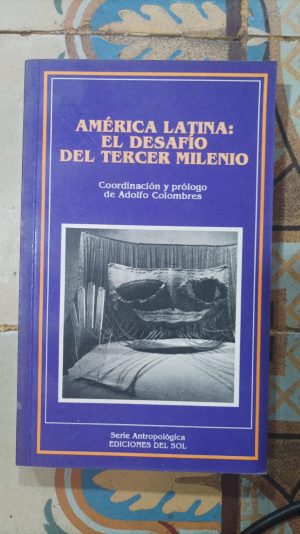 AMÉRICA LATINA:
EL DESAFÍO
DEL TERCER MILENIO
Coordinación y prólogo
de Adolfo Colombres
Serie Antropológica
EDICIONES DEL SOL